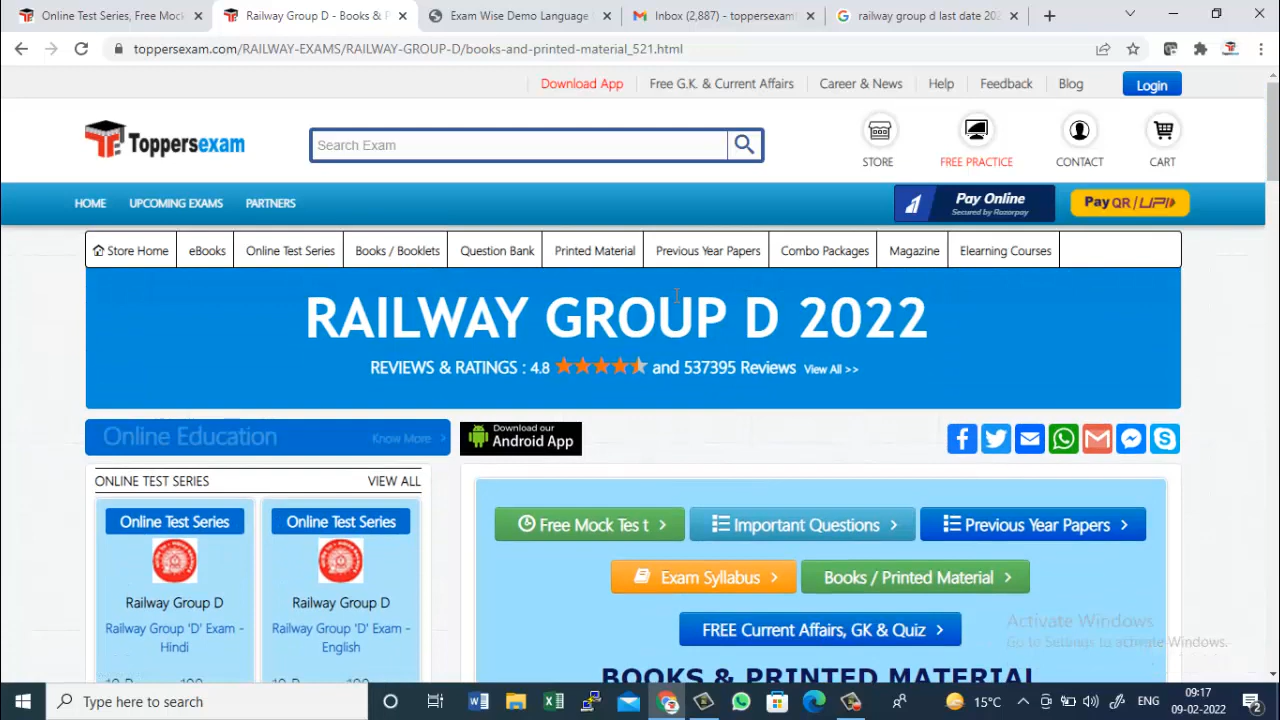 Online Test Series, Free Mock
Railway Group D - Books & P
Exam Wise Demo Language
Inbox (2,887) - toppersexam
railway group d last date 202
toppersexam.com/RAILWAY-EXAMS/RAILWAY-GROUP-D/books-and-printed-material_521.html
Download App
Free G.K. & Current Affairs
Career & News
Help
Feedback
Blog
Login
Toppersexam
Search Exam
STORE
FREE PRACTICE
CONTACT
CART
HOME
UPCOMING EXAMS
PARTNERS
Pay Online
Secured by Razorpay
Pay QR / UPI
Store Home
eBooks
Online Test Series
Books / Booklets
Question Bank
Printed Material
Previous Year Papers
Combo Packages
Magazine
Elearning Courses
RAILWAY GROUP D 2022
REVIEWS & RATINGS : 4.8 and 537395 Reviews View All >>
Online Education
Know More >
Download our
Android App
ONLINE TEST SERIES
VIEW ALL
Online Test Series
Railway Group D
Railway Group 'D' Exam -
Hindi
Online Test Series
Railway Group D
Railway Group 'D' Exam -
English
Free Mock Tes t >
Important Questions >
Previous Year Papers >
Exam Syllabus >
Books / Printed Material >
FREE Current Affairs, GK & Quiz >
BOOKS & PRINTED MATERIAL
Activate Windows
Go to Settings to activate Windows.
Type here to search
15°C
ENG
09:17
09-02-2022
2